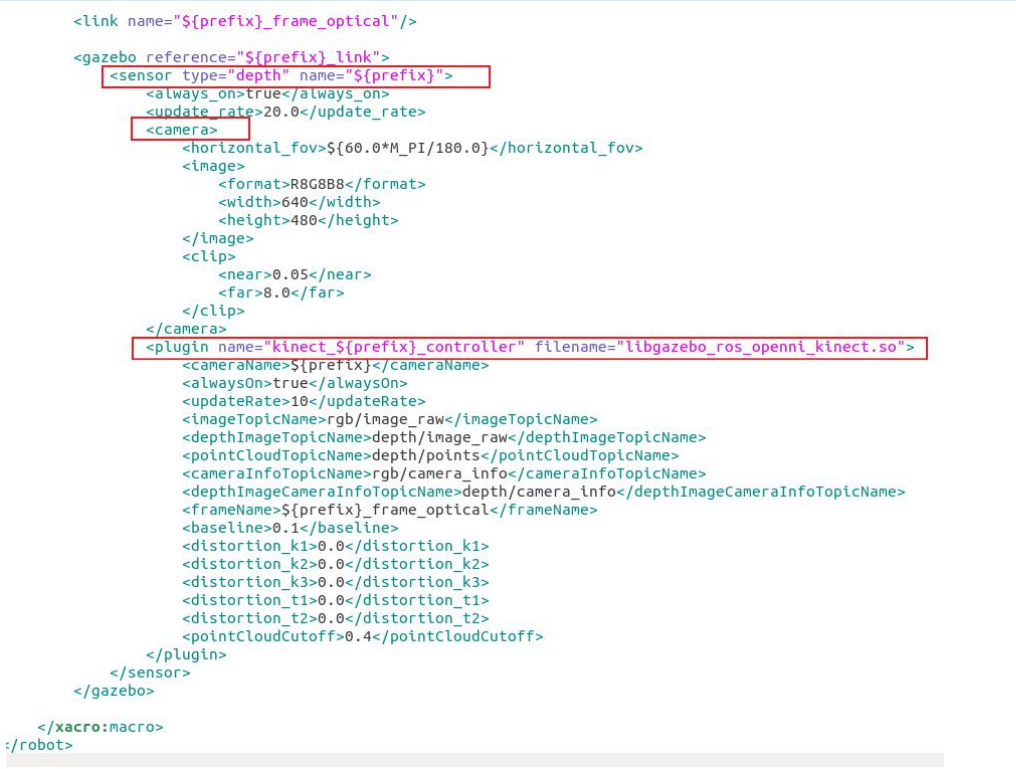 <link name="${prefix}_frame_optical"/>
<gazebo reference="${prefix}_link">
<sensor type="depth" name="${prefix}">
<always_on>true</always_on>
<update_rate>20.0</update_rate>
<camera>
<horizontal_fov>${60.0*M_PI/180.0}</horizontal_fov>
<image>
<format>R8G8B8</format>
<width>640</width>
<height>480</height>
</image>
<clip>
<near>0.05</near>
<far>8.0</far>
</clip>
</camera>
<plugin name="kinect_${prefix}_controller" filename="libgazebo_ros_openni_kinect.so">
<cameraName>${prefix}</cameraName>
<alwaysOn>true</alwaysOn>
<updateRate>10</updateRate>
<imageTopicName>rgb/image_raw</imageTopicName>
<depthImageTopicName>depth/image_raw</depthImageTopicName>
<pointCloudTopicName>depth/points</pointCloudTopicName>
<cameraInfoTopicName>rgb/camera_info</cameraInfoTopicName>
<depthImageCameraInfoTopicName>depth/camera_info</depthImageCameraInfoTopicName>
<frameName>${prefix}_frame_optical</frameName>
<baseline>0.1</baseline>
<distortion_k1>0.0</distortion_k1>
<distortion_k2>0.0</distortion_k2>
<distortion_k3>0.0</distortion_k3>
<distortion_t1>0.0</distortion_t1>
<distortion_t2>0.0</distortion_t2>
<pointCloudCutoff>0.4</pointCloudCutoff>
</plugin>
</sensor>
</gazebo>
</xacro:macro>
</robot>